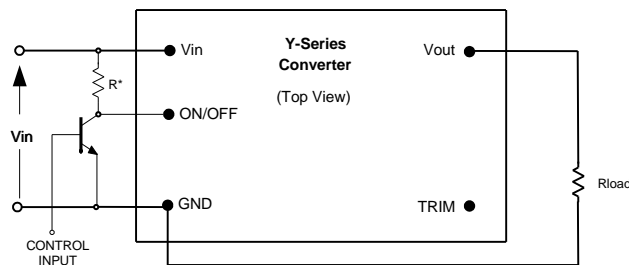 Y-Series
Converter
(Top View)
Vin
Vout
R*
ON/OFF
Vin
Rload
GND
TRIM
CONTROL
INPUT